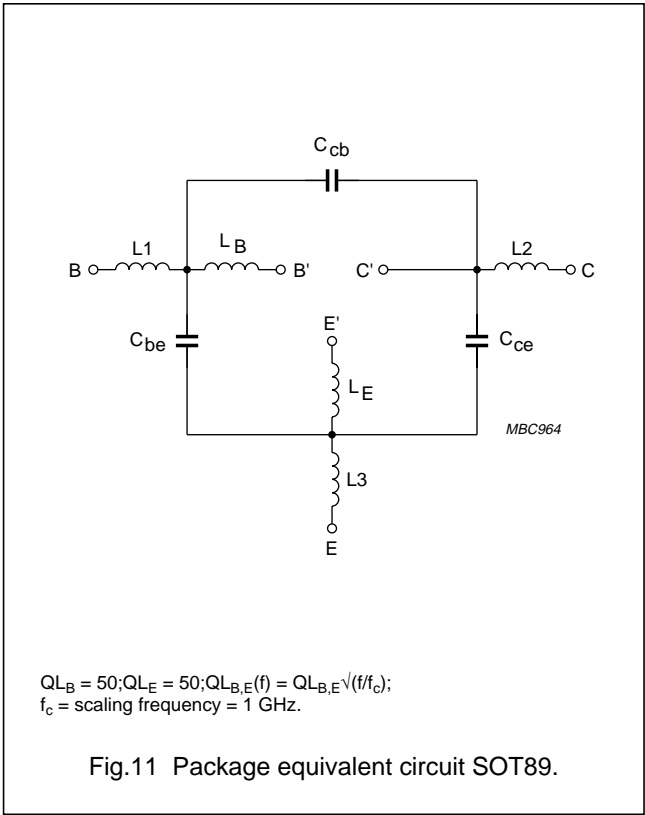 C cb
L1
L B
L2
B
B'
C'
C
E'
C be
C ce
L E
MBC964
L3
E
QL_B = 50;QL_E = 50;QL_B,E(f) = QL_B,E√(f/f_c);
f_c = scaling frequency = 1 GHz.
Fig.11 Package equivalent circuit SOT89.